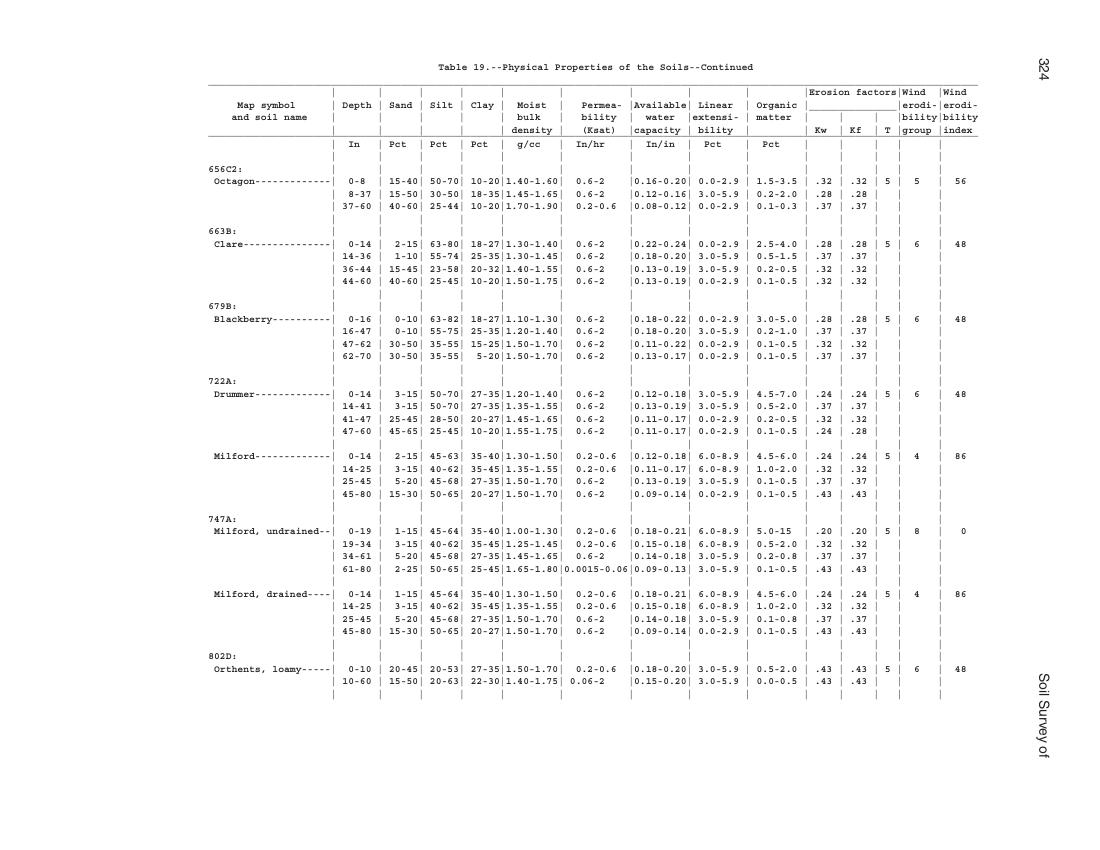 324
Table 19.--Physical Properties of the Soils--Continued
| | | | | | | | | |Erosion factors|Wind |Wind
Map symbol | Depth | Sand | Silt | Clay | Moist | Permea- |Available| Linear | Organic |_______________|erodi-|erodi-
and soil name | | | | | bulk | bility | water |extensi-| matter | | | |bility|bility
| | | | | density | (Ksat) |capacity | bility | | Kw | Kf | T |group |index
| In | Pct | Pct | Pct | g/cc | In/hr | In/in | Pct | Pct | | | | |
656C2:
Octagon-------------| 0-8 | 15-40| 50-70| 10-20|1.40-1.60| 0.6-2 |0.16-0.20| 0.0-2.9 | 1.5-3.5 | .32 | .32 | 5 | 5 | 56
| 8-37 | 15-50| 30-50| 18-35|1.45-1.65| 0.6-2 |0.12-0.16| 3.0-5.9 | 0.2-2.0 | .28 | .28 | | |
| 37-60 | 40-60| 25-44| 10-20|1.70-1.90| 0.2-0.6 |0.08-0.12| 0.0-2.9 | 0.1-0.3 | .37 | .37 | | |
663B:
Clare---------------| 0-14 | 2-15| 63-80| 18-27|1.30-1.40| 0.6-2 |0.22-0.24| 0.0-2.9 | 2.5-4.0 | .28 | .28 | 5 | 6 | 48
| 14-36 | 1-10| 55-74| 25-35|1.30-1.45| 0.6-2 |0.18-0.20| 3.0-5.9 | 0.5-1.5 | .37 | .37 | | |
| 36-44 | 15-45| 23-58| 20-32|1.40-1.55| 0.6-2 |0.13-0.19| 3.0-5.9 | 0.2-0.5 | .32 | .32 | | |
| 44-60 | 40-60| 25-45| 10-20|1.50-1.75| 0.6-2 |0.13-0.19| 0.0-2.9 | 0.1-0.5 | .32 | .32 | | |
679B:
Blackberry----------| 0-16 | 0-10| 63-82| 18-27|1.10-1.30| 0.6-2 |0.18-0.22| 0.0-2.9 | 3.0-5.0 | .28 | .28 | 5 | 6 | 48
| 16-47 | 0-10| 55-75| 25-35|1.20-1.40| 0.6-2 |0.18-0.20| 3.0-5.9 | 0.2-1.0 | .37 | .37 | | |
| 47-62 | 30-50| 35-55| 15-25|1.50-1.70| 0.6-2 |0.11-0.22| 0.0-2.9 | 0.1-0.5 | .32 | .32 | | |
| 62-70 | 30-50| 35-55| 5-20|1.50-1.70| 0.6-2 |0.13-0.17| 0.0-2.9 | 0.1-0.5 | .37 | .37 | | |
722A:
Drummer-------------| 0-14 | 3-15| 50-70| 27-35|1.20-1.40| 0.6-2 |0.12-0.18| 3.0-5.9 | 4.5-7.0 | .24 | .24 | 5 | 6 | 48
| 14-41 | 3-15| 50-70| 27-35|1.35-1.55| 0.6-2 |0.13-0.19| 3.0-5.9 | 0.5-2.0 | .37 | .37 | | |
| 41-47 | 25-45| 28-50| 20-27|1.45-1.65| 0.6-2 |0.11-0.17| 0.0-2.9 | 0.2-0.5 | .32 | .32 | | |
| 47-60 | 45-65| 25-45| 10-20|1.55-1.75| 0.6-2 |0.11-0.17| 0.0-2.9 | 0.1-0.5 | .24 | .28 | | |
Milford-------------| 0-14 | 2-15| 45-63| 35-40|1.30-1.50| 0.2-0.6 |0.12-0.18| 6.0-8.9 | 4.5-6.0 | .24 | .24 | 5 | 4 | 86
| 14-25 | 3-15| 40-62| 35-45|1.35-1.55| 0.2-0.6 |0.11-0.17| 6.0-8.9 | 1.0-2.0 | .32 | .32 | | |
| 25-45 | 5-20| 45-68| 27-35|1.50-1.70| 0.6-2 |0.13-0.19| 3.0-5.9 | 0.1-0.5 | .37 | .37 | | |
| 45-80 | 15-30| 50-65| 20-27|1.50-1.70| 0.6-2 |0.09-0.14| 0.0-2.9 | 0.1-0.5 | .43 | .43 | | |
747A:
Milford, undrained--| 0-19 | 1-15| 45-64| 35-40|1.00-1.30| 0.2-0.6 |0.18-0.21| 6.0-8.9 | 5.0-15 | .20 | .20 | 5 | 8 | 0
| 19-34 | 3-15| 40-62| 35-45|1.25-1.45| 0.2-0.6 |0.15-0.18| 6.0-8.9 | 0.5-2.0 | .32 | .32 | | |
| 34-61 | 5-20| 45-68| 27-35|1.45-1.65| 0.6-2 |0.14-0.18| 3.0-5.9 | 0.2-0.8 | .37 | .37 | | |
| 61-80 | 2-25| 50-65| 25-45|1.65-1.80|0.0015-0.06|0.09-0.13| 3.0-5.9 | 0.1-0.5 | .43 | .43 | | |
Milford, drained----| 0-14 | 1-15| 45-64| 35-40|1.30-1.50| 0.2-0.6 |0.18-0.21| 6.0-8.9 | 4.5-6.0 | .24 | .24 | 5 | 4 | 86
| 14-25 | 3-15| 40-62| 35-45|1.35-1.55| 0.2-0.6 |0.15-0.18| 6.0-8.9 | 1.0-2.0 | .32 | .32 | | |
| 25-45 | 5-20| 45-68| 27-35|1.50-1.70| 0.6-2 |0.14-0.18| 3.0-5.9 | 0.1-0.8 | .37 | .37 | | |
| 45-80 | 15-30| 50-65| 20-27|1.50-1.70| 0.6-2 |0.09-0.14| 0.0-2.9 | 0.1-0.5 | .43 | .43 | | |
802D:
Orthents, loamy-----| 0-10 | 20-45| 20-53| 27-35|1.50-1.70| 0.2-0.6 |0.18-0.20| 3.0-5.9 | 0.5-2.0 | .43 | .43 | 5 | 6 | 48
| 10-60 | 15-50| 20-63| 22-30|1.40-1.75| 0.06-2 |0.15-0.20| 3.0-5.9 | 0.0-0.5 | .43 | .43 | | |
Soil Survey of